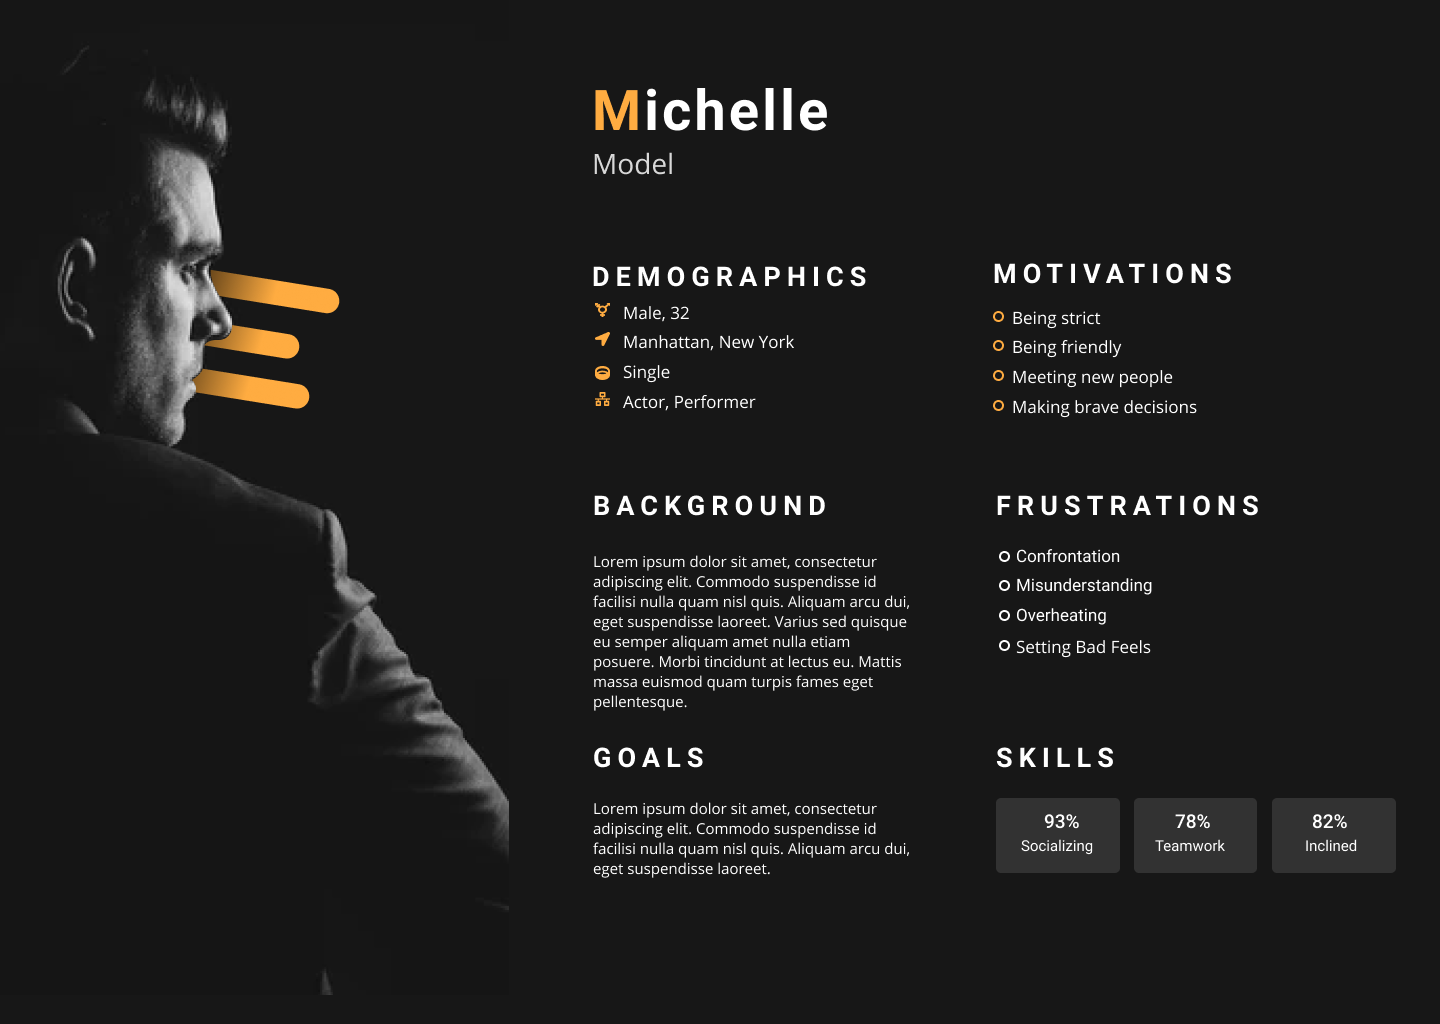 Michelle
Model
DEMOGRAPHICS
Male, 32
Manhattan, New York
Single
Actor, Performer
MOTIVATIONS
Being strict
Being friendly
Meeting new people
Making brave decisions
BACKGROUND
Lorem ipsum dolor sit amet, consectetur
adipiscing elit. Commodo suspendisse id
facilisi nulla quam nisl quis. Aliquam arcu dui,
eget suspendisse laoreet. Varius sed quisque
eu semper aliquam amet nulla etiam
posuere. Morbi tincidunt at lectus eu. Mattis
massa euismod quam turpis fames eget
pellentesque.
FRUSTRATIONS
Confrontation
Misunderstanding
Overheating
Setting Bad Feels
GOALS
Lorem ipsum dolor sit amet, consectetur
adipiscing elit. Commodo suspendisse id
facilisi nulla quam nisl quis. Aliquam arcu dui,
eget suspendisse laoreet.
SKILLS
93%
Socializing
78%
Teamwork
82%
Inclined